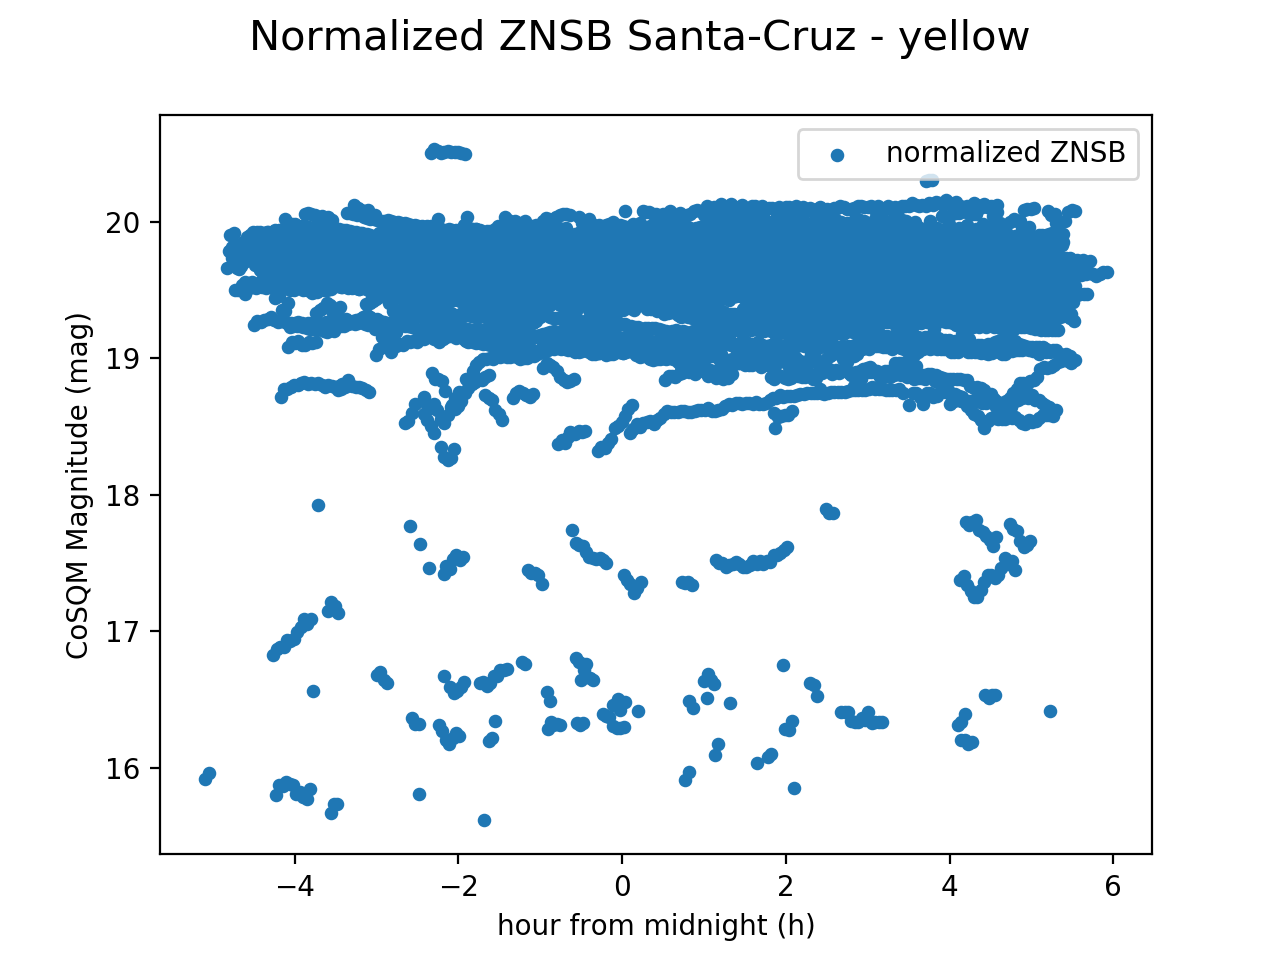 Normalized ZNSB Santa-Cruz - yellow
normalized ZNSB
20
19
18
17
16
CoSQM Magnitude (mag)
−4 −2 0 2 4 6
hour from midnight (h)